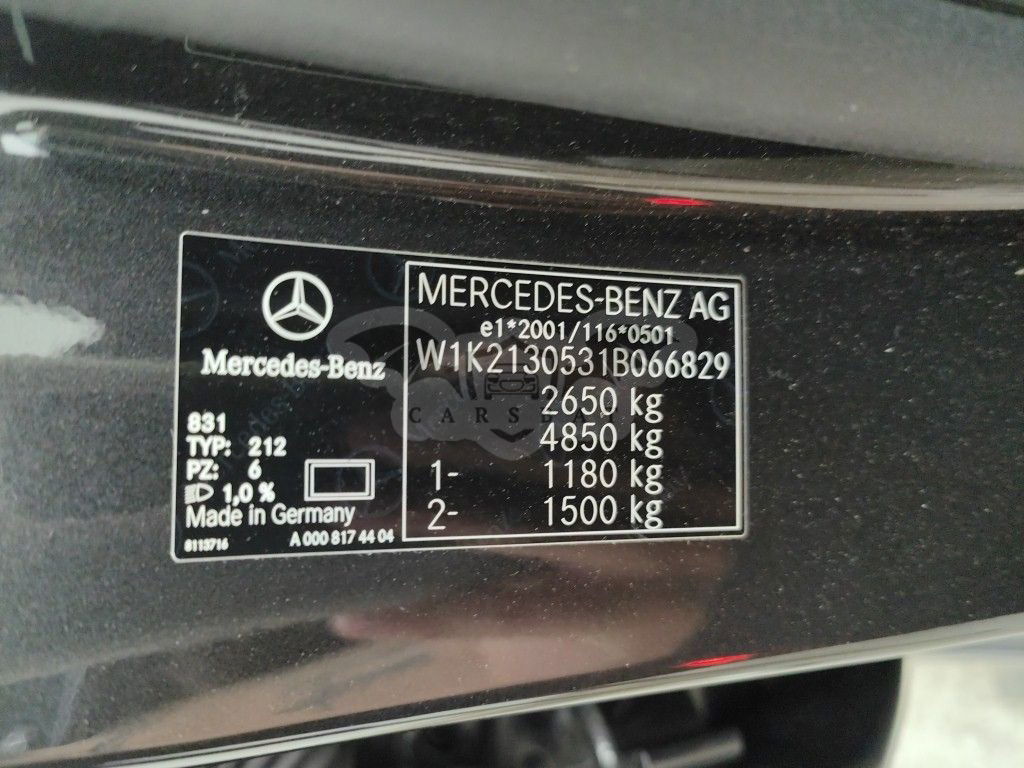 Mercedes-Benz
831
TYP: 212
PZ: 6
1,0 %
Made in Germany
8113716
A 000 817 44 04
MERCEDES-BENZ AG
e1*2001/116*0501
W1K2130531B066829
2650 kg
4850 kg
1- 1180 kg
2- 1500 kg